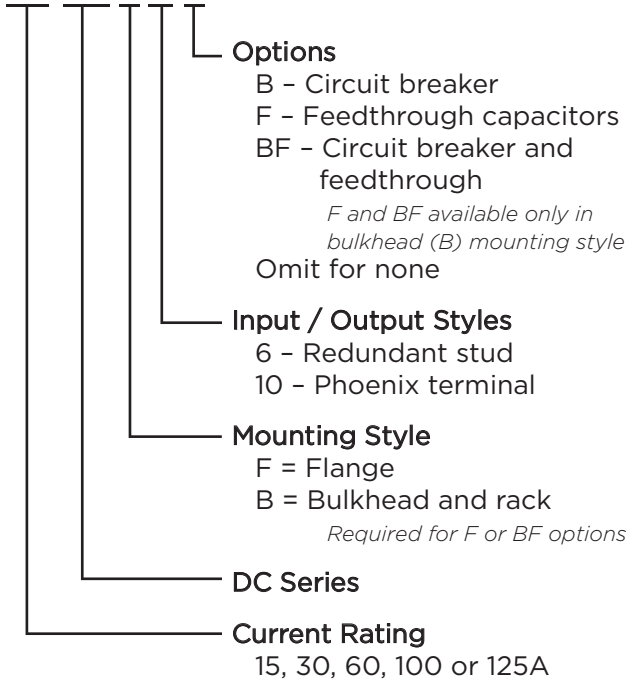 Options
B – Circuit breaker
F – Feedthrough capacitors
BF – Circuit breaker and
feedthrough
F and BF available only in
bulkhead (B) mounting style
Omit for none
Input / Output Styles
6 – Redundant stud
10 – Phoenix terminal
Mounting Style
F = Flange
B = Bulkhead and rack
Required for F or BF options
DC Series
Current Rating
15, 30, 60, 100 or 125A